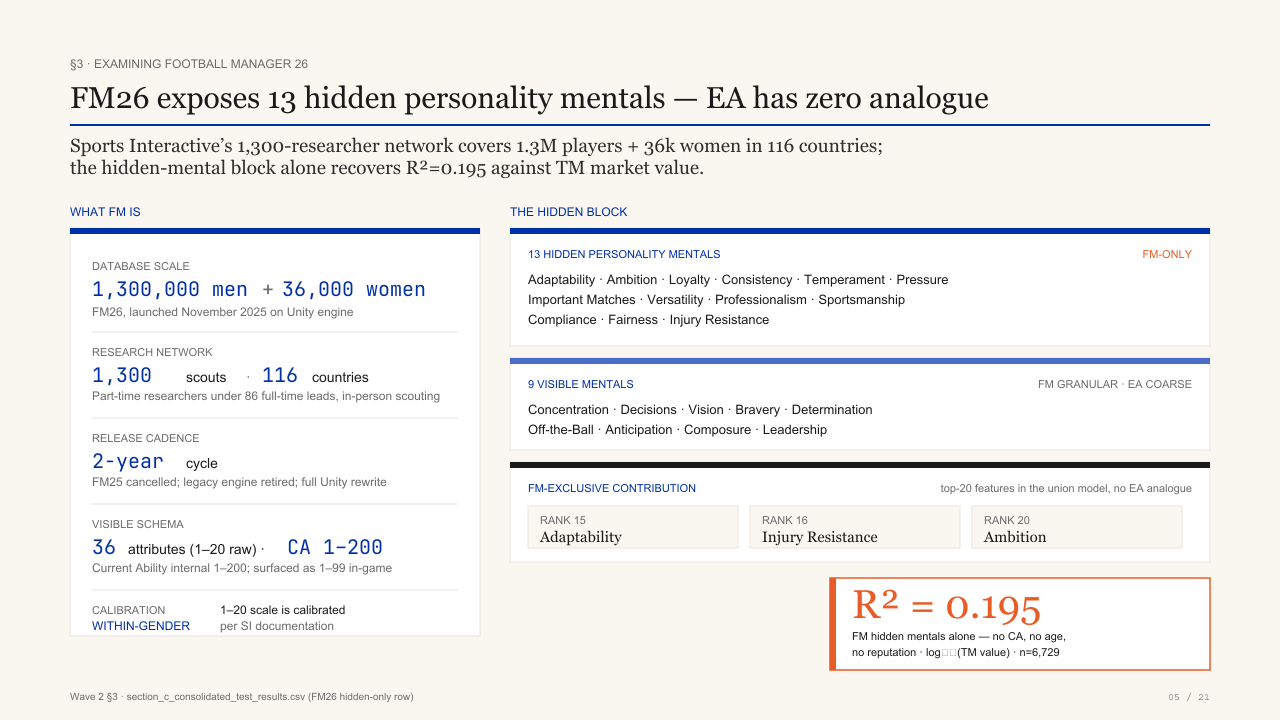 §3 · EXAMINING FOOTBALL MANAGER 26
FM26 exposes 13 hidden personality mentals — EA has zero analogue
Sports Interactive’s 1,300-researcher network covers 1.3M players + 36k women in 116 countries;
the hidden-mental block alone recovers R²=0.195 against TM market value.
WHAT FM IS
DATABASE SCALE
1,300,000 men + 36,000 women
FM26, launched November 2025 on Unity engine
RESEARCH NETWORK
1,300 scouts · 116 countries
Part-time researchers under 86 full-time leads, in-person scouting
RELEASE CADENCE
2-year cycle
FM25 cancelled; legacy engine retired; full Unity rewrite
VISIBLE SCHEMA
36 attributes (1–20 raw) · CA 1–200
Current Ability internal 1–200; surfaced as 1–99 in-game
CALIBRATION 1–20 scale is calibrated
WITHIN-GENDER per SI documentation
THE HIDDEN BLOCK
13 HIDDEN PERSONALITY MENTALS FM-ONLY
Adaptability · Ambition · Loyalty · Consistency · Temperament · Pressure
Important Matches · Versatility · Professionalism · Sportsmanship
Compliance · Fairness · Injury Resistance
9 VISIBLE MENTALS FM GRANULAR · EA COARSE
Concentration · Decisions · Vision · Bravery · Determination
Off-the-Ball · Anticipation · Composure · Leadership
FM-EXCLUSIVE CONTRIBUTION top-20 features in the union model, no EA analogue
RANK 15
Adaptability
RANK 16
Injury Resistance
RANK 20
Ambition
R² = 0.195
FM hidden mentals alone — no CA, no age,
no reputation · log□□(TM value) · n=6,729
Wave 2 §3 · section_c_consolidated_test_results.csv (FM26 hidden-only row)
05 / 21